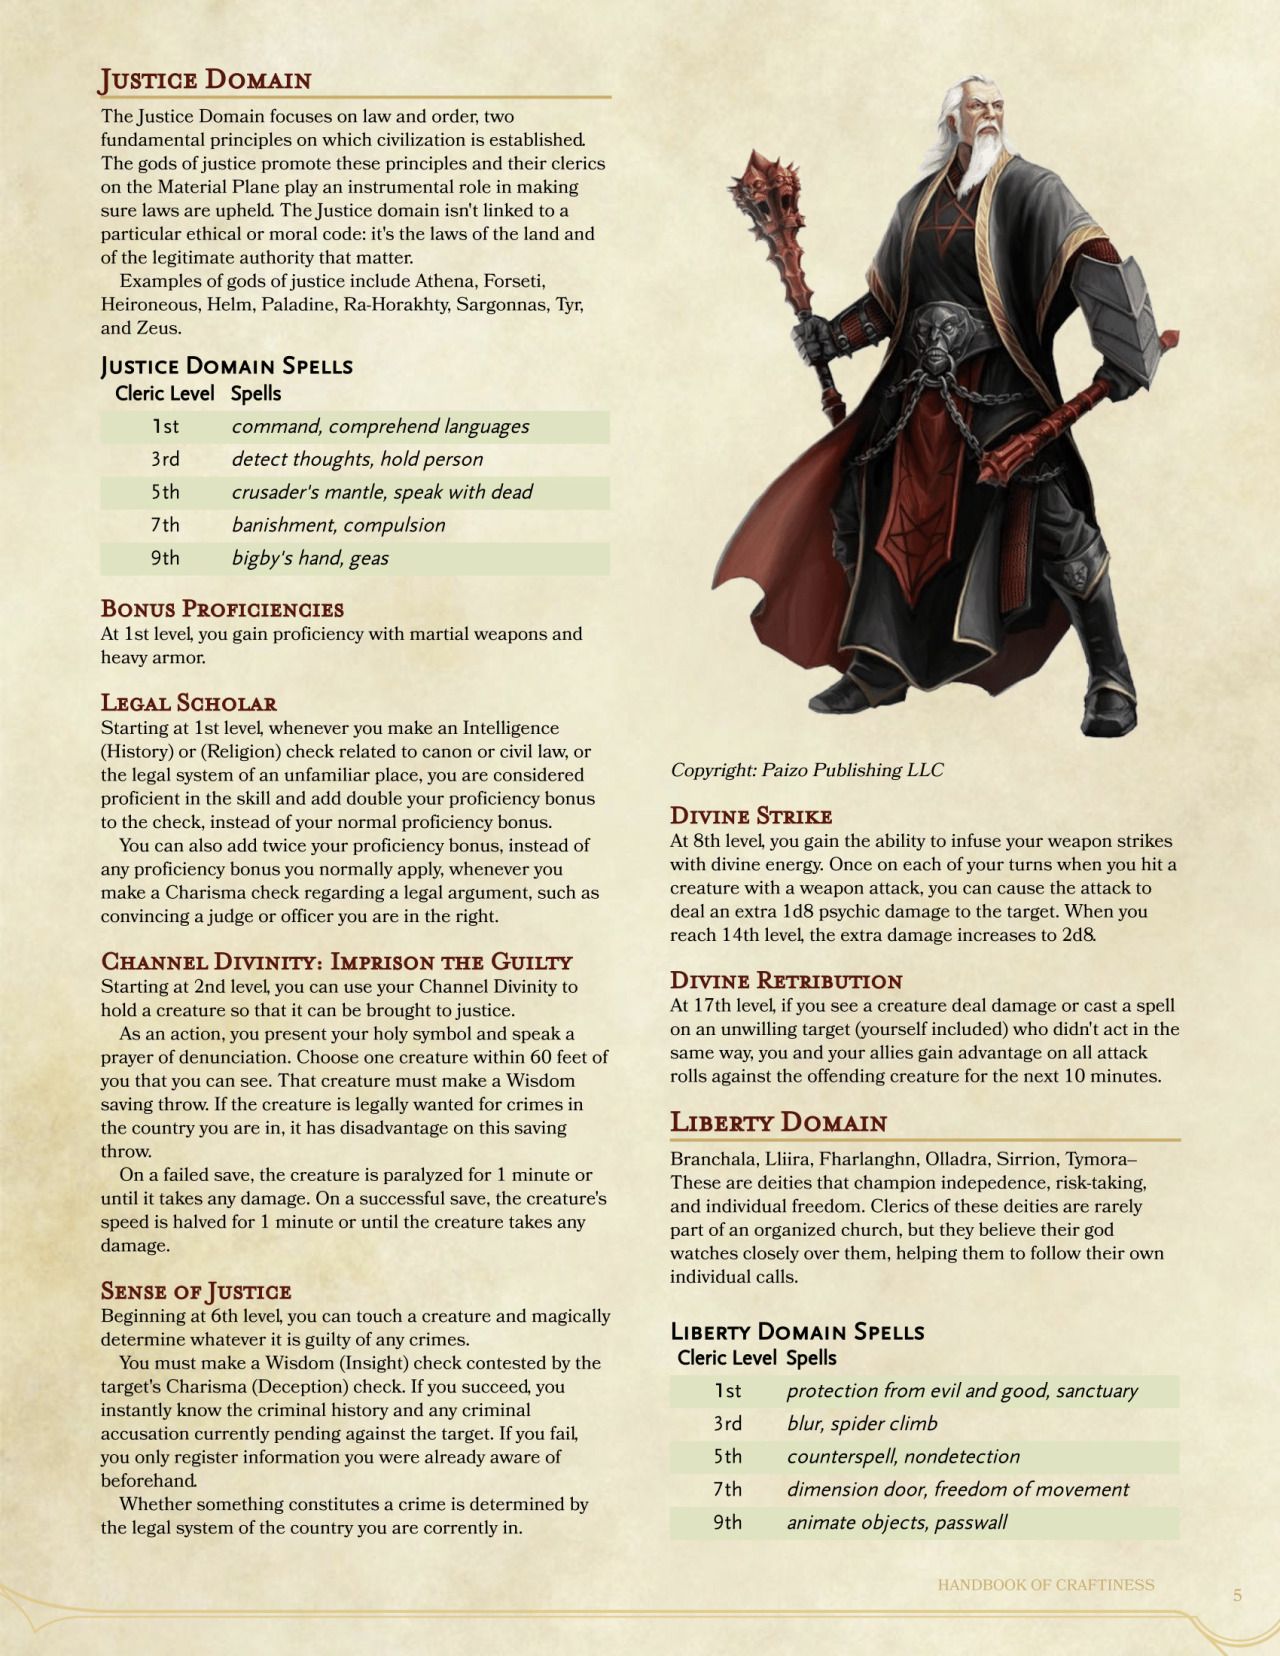 Justice Domain
The Justice Domain focuses on law and order, two
fundamental principles on which civilization is established.
The gods of justice promote these principles and their clerics
on the Material Plane play an instrumental role in making
sure laws are upheld. The Justice domain isn't linked to a
particular ethical or moral code: it's the laws of the land and
of the legitimate authority that matter.
Examples of gods of justice include Athena, Forseti,
Heironeous, Helm, Paladine, Ra-Horakhty, Sargonnas, Tyr,
and Zeus.
Justice Domain Spells
Cleric Level Spells
1st command, comprehend languages
3rd detect thoughts, hold person
5th crusader's mantle, speak with dead
7th banishment, compulsion
9th bigby's hand, geas
Bonus Proficiencies
At 1st level, you gain proficiency with martial weapons and
heavy armor.
Legal Scholar
Starting at 1st level, whenever you make an Intelligence
(History) or (Religion) check related to canon or civil law, or
the legal system of an unfamiliar place, you are considered
proficient in the skill and add double your proficiency bonus
to the check, instead of your normal proficiency bonus.
You can also add twice your proficiency bonus, instead of
any proficiency bonus you normally apply, whenever you
make a Charisma check regarding a legal argument, such as
convincing a judge or officer you are in the right.
Channel Divinity: Imprison the Guilty
Starting at 2nd level, you can use your Channel Divinity to
hold a creature so that it can be brought to justice.
As an action, you present your holy symbol and speak a
prayer of denunciation. Choose one creature within 60 feet of
you that you can see. That creature must make a Wisdom
saving throw. If the creature is legally wanted for crimes in
the country you are in, it has disadvantage on this saving
throw.
On a failed save, the creature is paralyzed for 1 minute or
until it takes any damage. On a successful save, the creature's
speed is halved for 1 minute or until the creature takes any
damage.
Sense of Justice
Beginning at 6th level, you can touch a creature and magically
determine whatever it is guilty of any crimes.
You must make a Wisdom (Insight) check contested by the
target's Charisma (Deception) check. If you succeed, you
instantly know the criminal history and any criminal
accusation currently pending against the target. If you fail,
you only register information you were already aware of
beforehand.
Whether something constitutes a crime is determined by
the legal system of the country you are corrently in.
Copyright: Paizo Publishing LLC
Divine Strike
At 8th level, you gain the ability to infuse your weapon strikes
with divine energy. Once on each of your turns when you hit a
creature with a weapon attack, you can cause the attack to
deal an extra 1d8 psychic damage to the target. When you
reach 14th level, the extra damage increases to 2d8.
Divine Retribution
At 17th level, if you see a creature deal damage or cast a spell
on an unwilling target (yourself included) who didn't act in the
same way, you and your allies gain advantage on all attack
rolls against the offending creature for the next 10 minutes.
Liberty Domain
Branchala, Lliira, Fharlanghn, Olladra, Sirrion, Tymora–
These are deities that champion indepedence, risk-taking,
and individual freedom. Clerics of these deities are rarely
part of an organized church, but they believe their god
watches closely over them, helping them to follow their own
individual calls.
Liberty Domain Spells
Cleric Level Spells
1st protection from evil and good, sanctuary
3rd blur, spider climb
5th counterspell, nondetection
7th dimension door, freedom of movement
9th animate objects, passwall
HANDBOOK OF CRAFTINESS
5